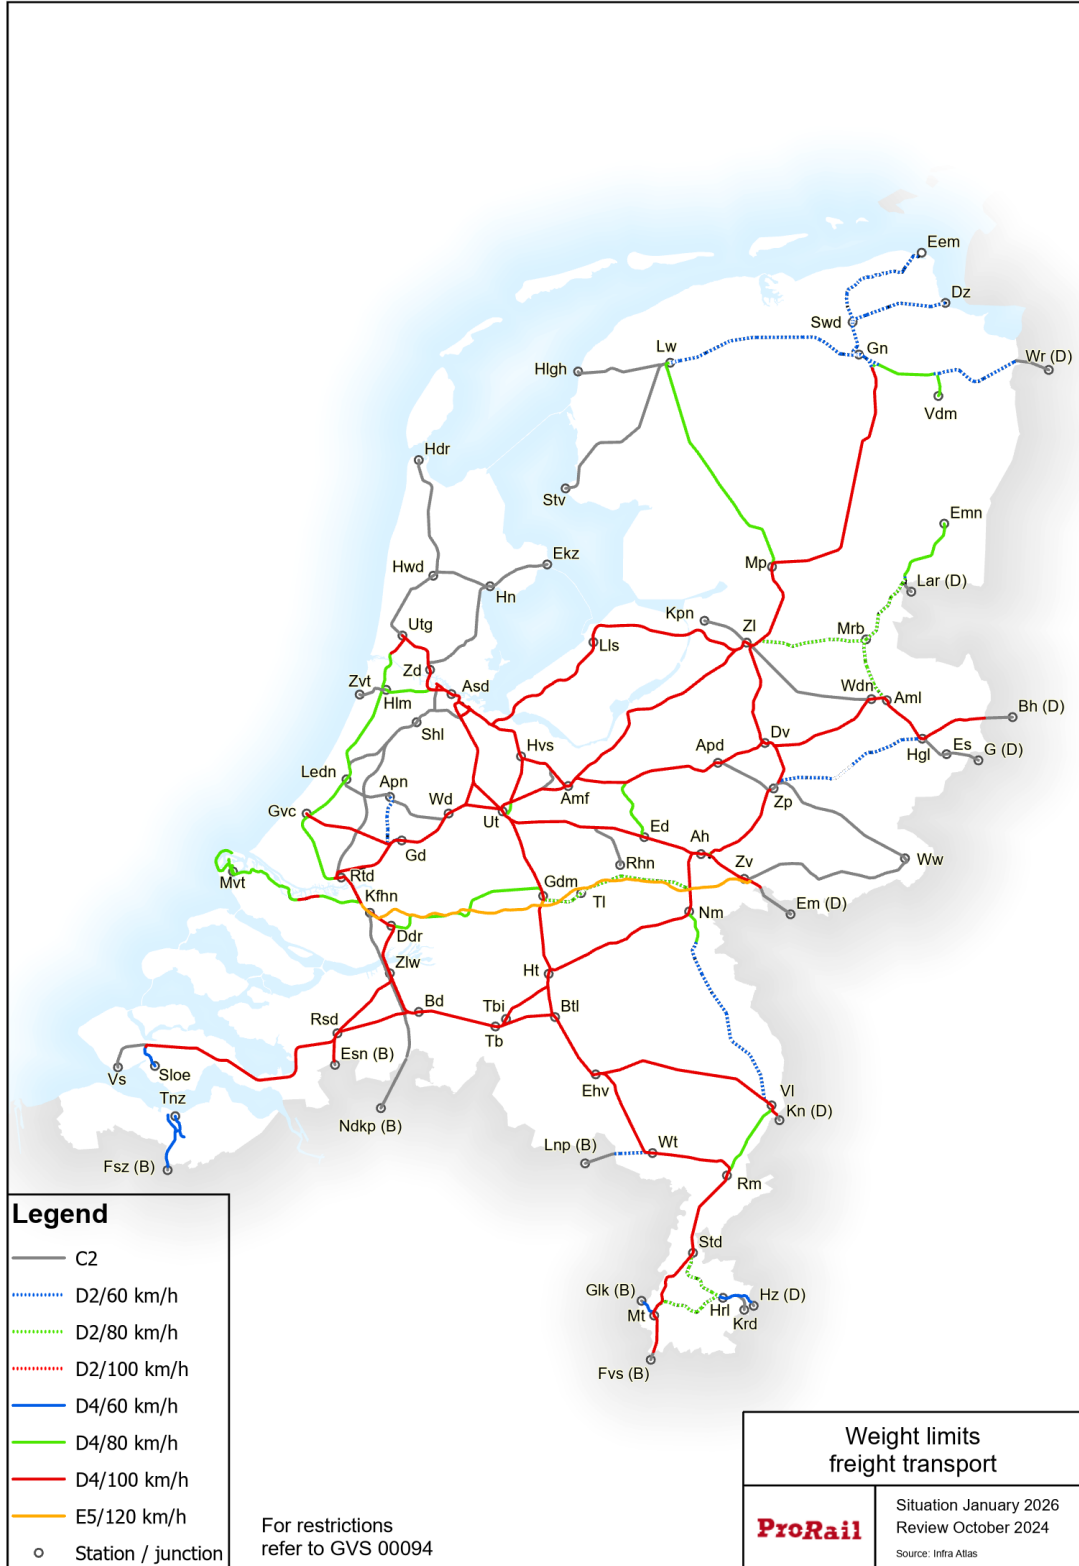 Eem
Dz
Swd
Gn
Wr (D)
Lw
Hlgh
Vdm
Hdr
Stv
Emn
Ekz
Mp
Hwd
Hn
Lar (D)
Kpn
Zl
Utg
Mrb
Lls
Zd
Zvt
Asd
Hlm
Wdn
Aml
Bh (D)
Shl
Dv
Hvs
Apd
Hgl
Es
G (D)
Ledn
Apn
Amf
Zp
Gvc
Wd
Ut
Ed
Ah
Gd
Zv
Ww
Rhn
Mvt
Rtd
Kfhn
Gdm
Tl
Em (D)
Nm
Ddr
Zlw
Ht
Bd
Tbi
Btl
Rsd
Tb
Esn (B)
Vs
Sloe
Ehv
Vl
Tnz
Kn (D)
Ndkp (B)
Lnp (B)
Wt
Fsz (B)
Rm
Std
Glk (B)
Hz (D)
Mt
Hrl
Krd
Fvs (B)
Legend
C2
D2/60 km/h
D2/80 km/h
D2/100 km/h
D4/60 km/h
D4/80 km/h
D4/100 km/h
E5/120 km/h
Station / junction
For restrictions
refer to GVS 00094
Weight limits
freight transport
ProRail
Situation January 2026
Review October 2024
Source: Infra Atlas